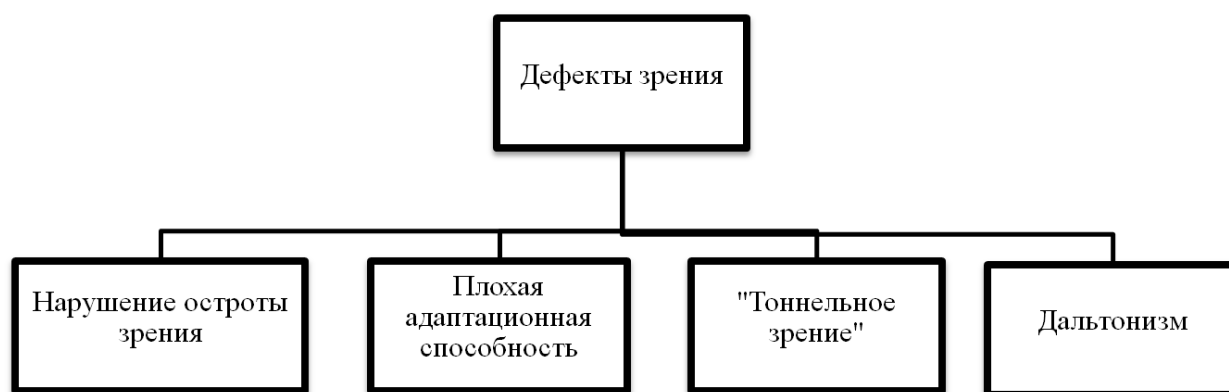 Дефекты зрения
Нарушение остроты
зрения
Плохая
адаптационная
способность
"Тоннельное
зрение"
Дальтонизм